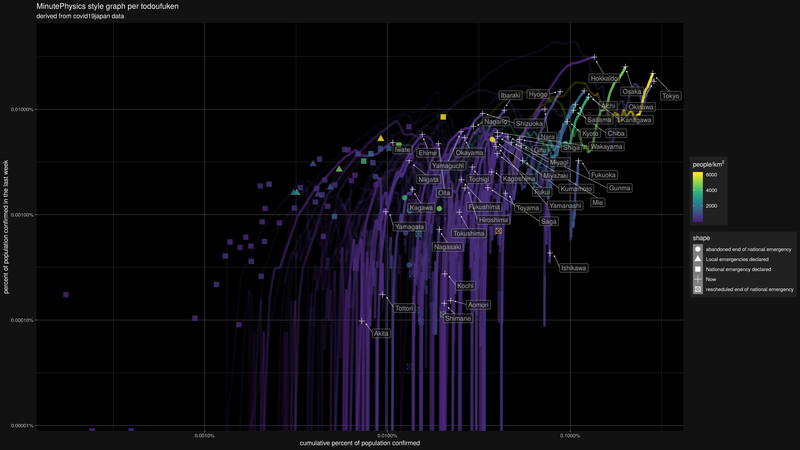 MinutePhysics style graph per todoufuken
derived from covid19japan data
percent of population confirmed in the last week
0.01000%
0.00100%
0.00010%
0.00001%
0.0010%
0.0100%
0.1000%
cumulative percent of population confirmed
Hokkaido
Osaka
Tokyo
Ibaraki
Hyogo
Aichi
Okinawa
Saitama
Kanagawa
Nagano
Shizuoka
Kyoto
Chiba
Nara
Wakayama
Iwate
Ehime
Okayama
Gifu
Shiga
Yamaguchi
Miyagi
Niigata
Tochigi
Kagoshima
Miyazaki
Fukuoka
Oita
Fukui
Kumamoto
Gunma
Kagawa
Fukushima
Toyama
Yamanashi
Mie
Yamagata
Hiroshima
Saga
Tokushima
Nagasaki
Ishikawa
Kochi
Tottori
Aomori
Shimane
Akita
people/km²
6000
4000
2000
shape
abandoned end of national emergency
Local emergencies declared
National emergency declared
Now
rescheduled end of national emergency